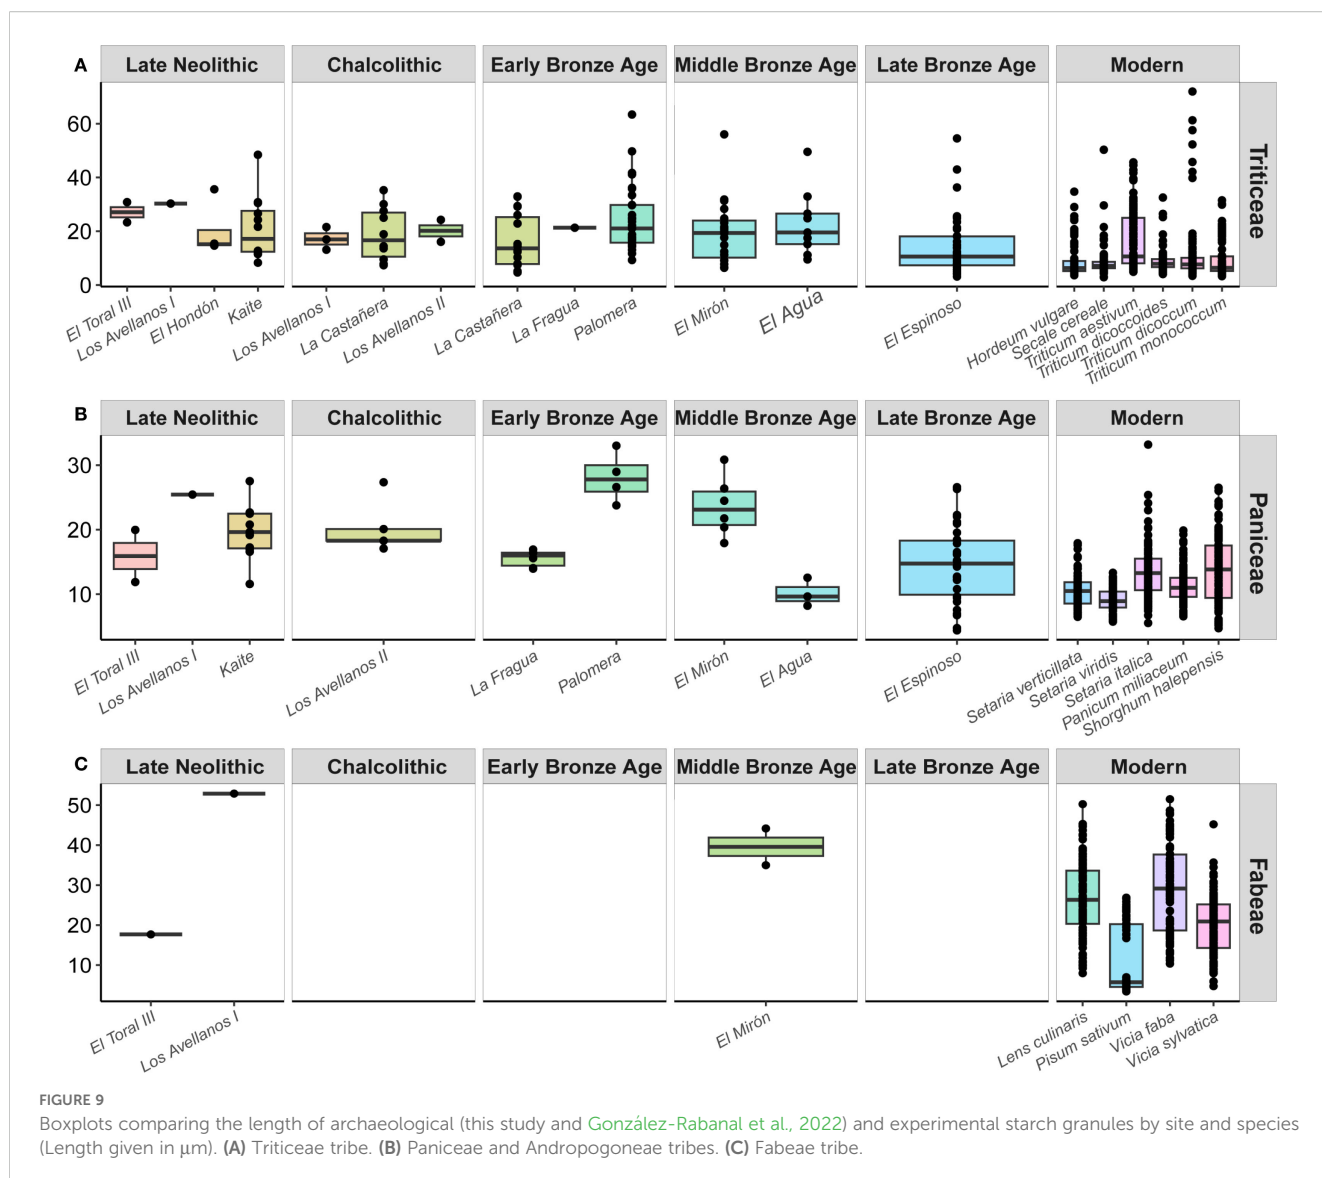 A
Late Neolithic
Chalcolithic
Early Bronze Age
Middle Bronze Age
Late Bronze Age
Modern
Triticeae
60
40
20
0
El Toral III
Los Avellanos I
El Hondón
Kaite
Los Avellanos I
La Castañera
Los Avellanos II
La Castañera
La Fragua
Palomera
El Mirón
El Agua
El Espinoso
Hordeum vulgare
Secale cereale
Triticum aestivum
Triticum dicoccoides
Triticum dicoccum
Triticum monococcum
B
Late Neolithic
Chalcolithic
Early Bronze Age
Middle Bronze Age
Late Bronze Age
Modern
Paniceae
30
20
10
El Toral III
Los Avellanos I
Kaite
Los Avellanos II
La Fragua
Palomera
El Mirón
El Agua
El Espinoso
Setaria verticillata
Setaria viridis
Setaria italica
Panicum miliaceum
Shorghum halepensis
C
Late Neolithic
Chalcolithic
Early Bronze Age
Middle Bronze Age
Late Bronze Age
Modern
Fabeae
50
40
30
20
10
El Toral III
Los Avellanos I
El Mirón
Lens culinaris
Pisum sativum
Vicia faba
Vicia sylvatica
FIGURE 9
Boxplots comparing the length of archaeological (this study and González-Rabanal et al., 2022) and experimental starch granules by site and species
(Length given in μm). (A) Triticeae tribe. (B) Paniceae and Andropogoneae tribes. (C) Fabeae tribe.